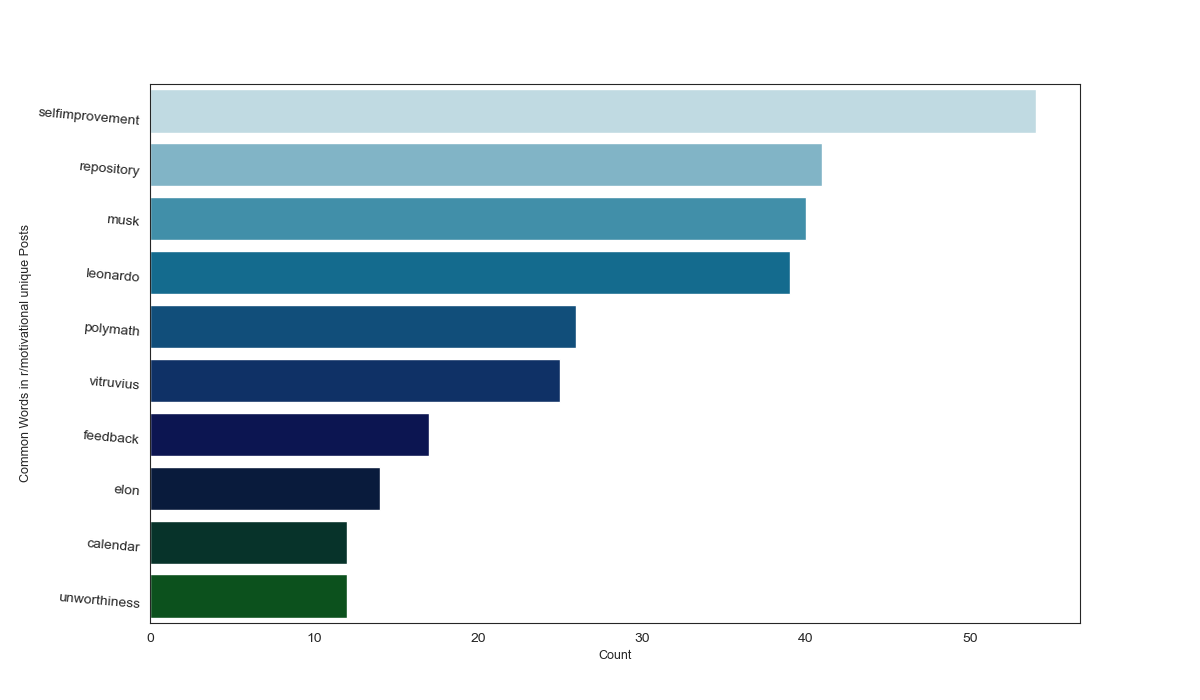 Common Words in r/motivational unique Posts
selfimprovement
repository
musk
leonardo
polymath
vitruvius
feedback
elon
calendar
unworthiness
0 10 20 30 40 50
Count